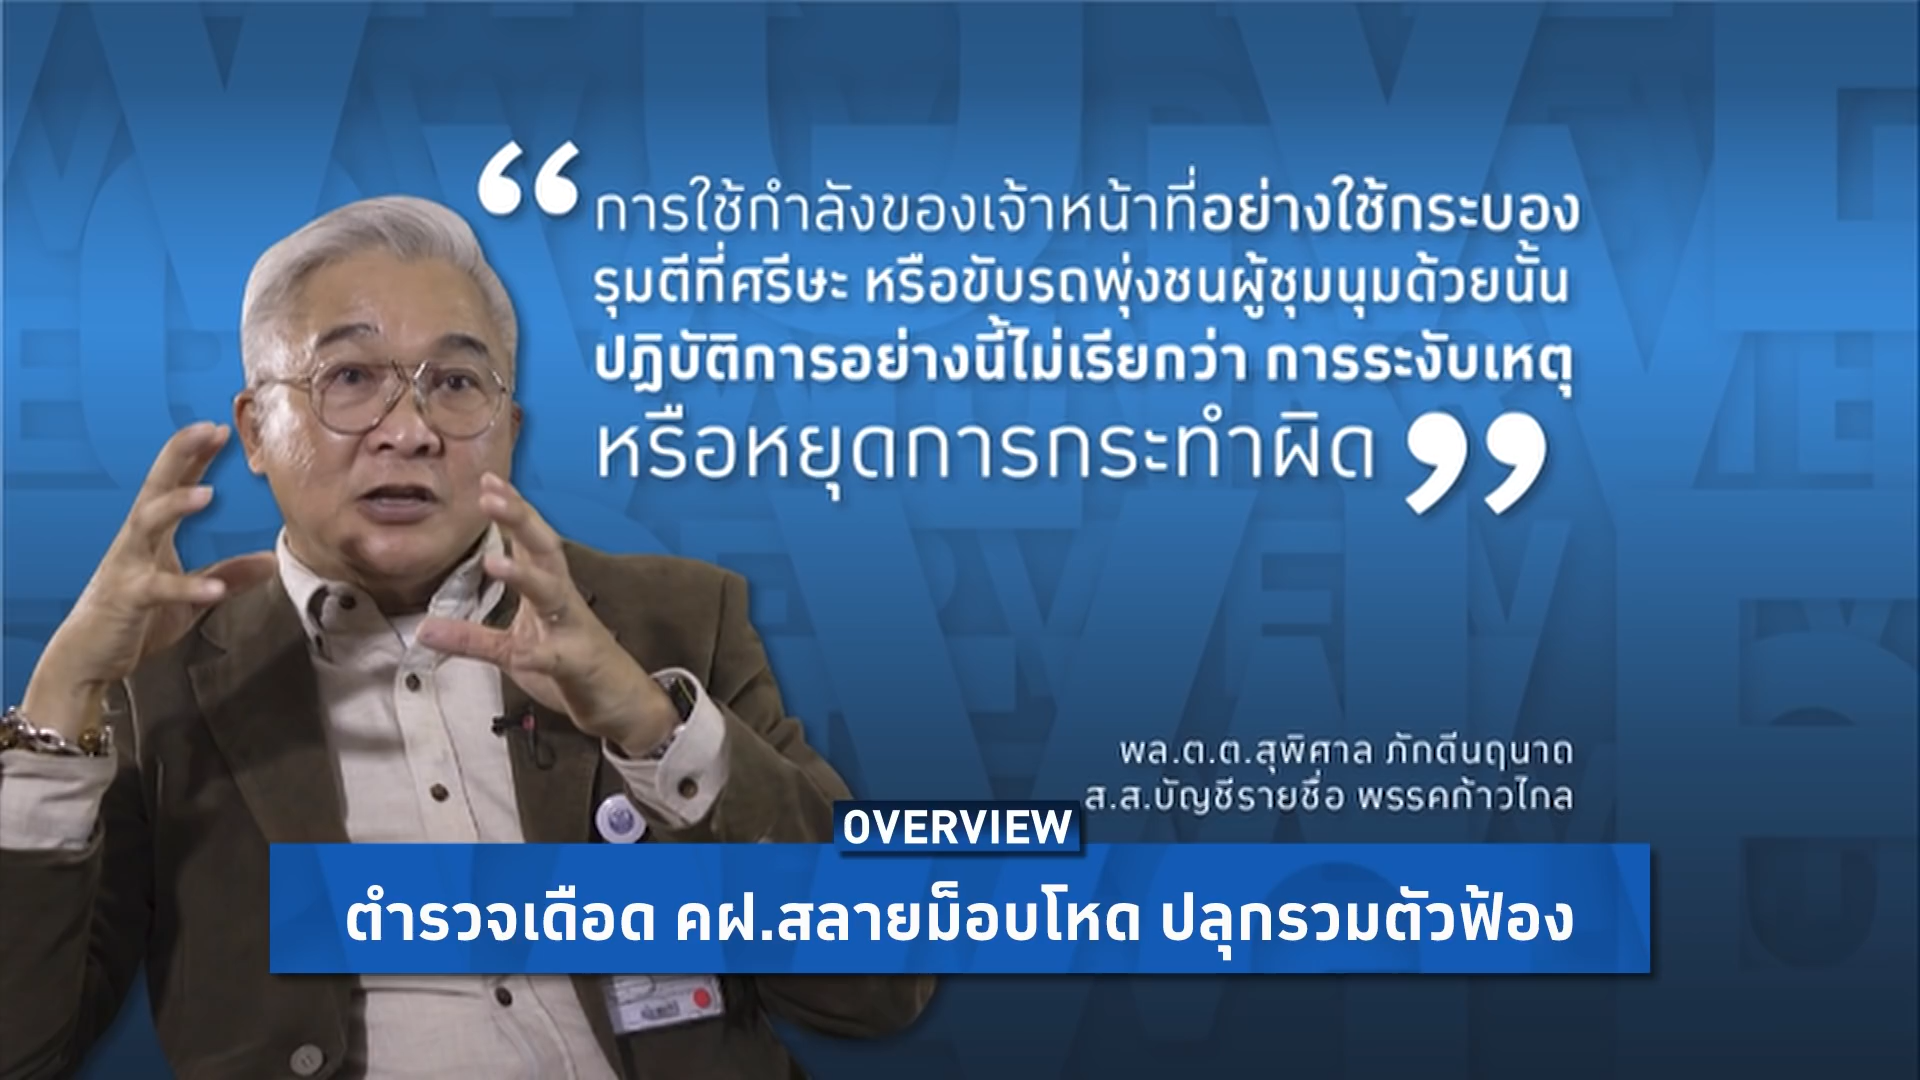 “การใช้กำลังของเจ้าหน้าที่อย่างใช้กระบอง
รุมตีที่ศรีษะ หรือขับรถพุ่งชนผู้ชุมนุมด้วยนั้น
ปฏิบัติการอย่างนี้ไม่เรียกว่า การระงับเหตุ
หรือหยุดการกระทำผิด”
พล.ต.ต.สุพิศาล ภักดีนฤนาถ
ส.ส.บัญชีรายชื่อ พรรคก้าวไกล
OVERVIEW
ตำรวจเดือด คฝ.สลายม็อบโหด ปลุกรวมตัวฟ้อง